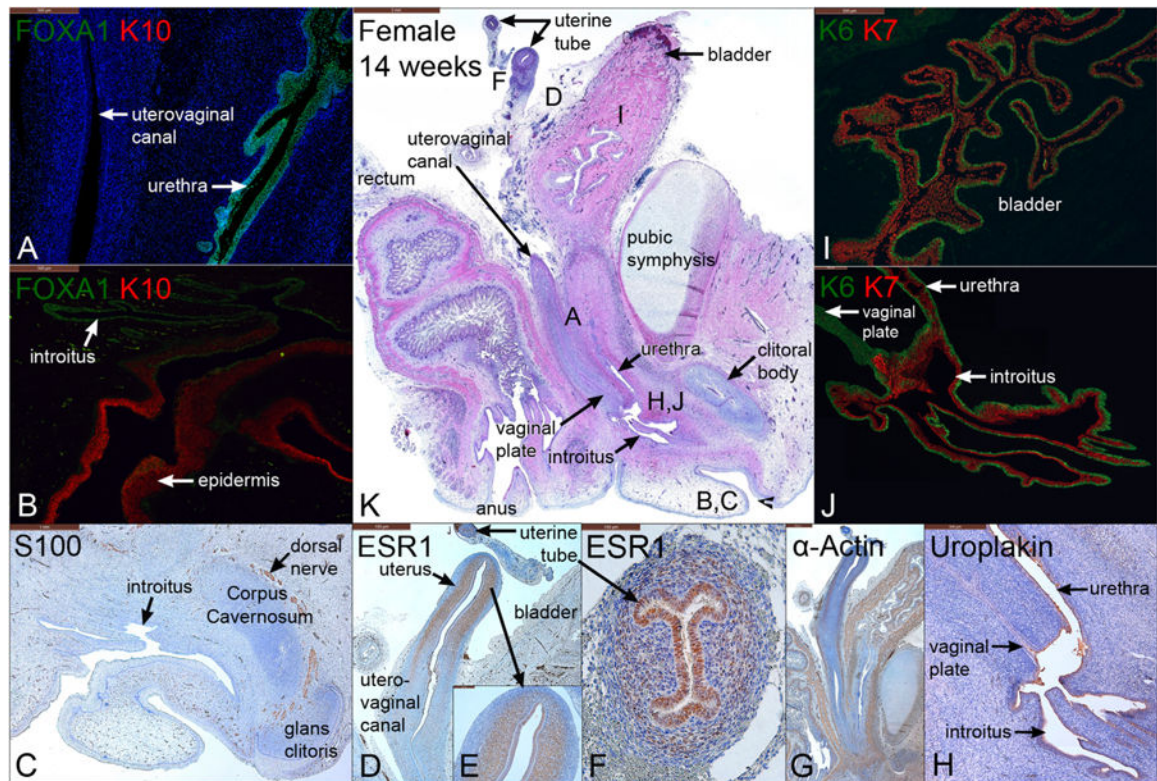 FOXA1 K10
uterovaginal
canal
urethra
A
FOXA1 K10
introitus
epidermis
B
Female
14 weeks
uterine
tube
F
bladder
D
I
uterovaginal
canal
rectum
pubic
symphysis
A
urethra
clitoral
body
H,J
vaginal
plate
introitus
B,C
K
anus
K6 K7
bladder
I
K6 K7
urethra
vaginal
plate
introitus
J
S100
dorsal
nerve
introitus
Corpus
Cavernosum
glans
clitoris
C
ESR1
uterine
tube
uterus
bladder
utero-
vaginal
canal
D
E
ESR1
F
α-Actin
G
Uroplakin
urethra
vaginal
plate
introitus
H